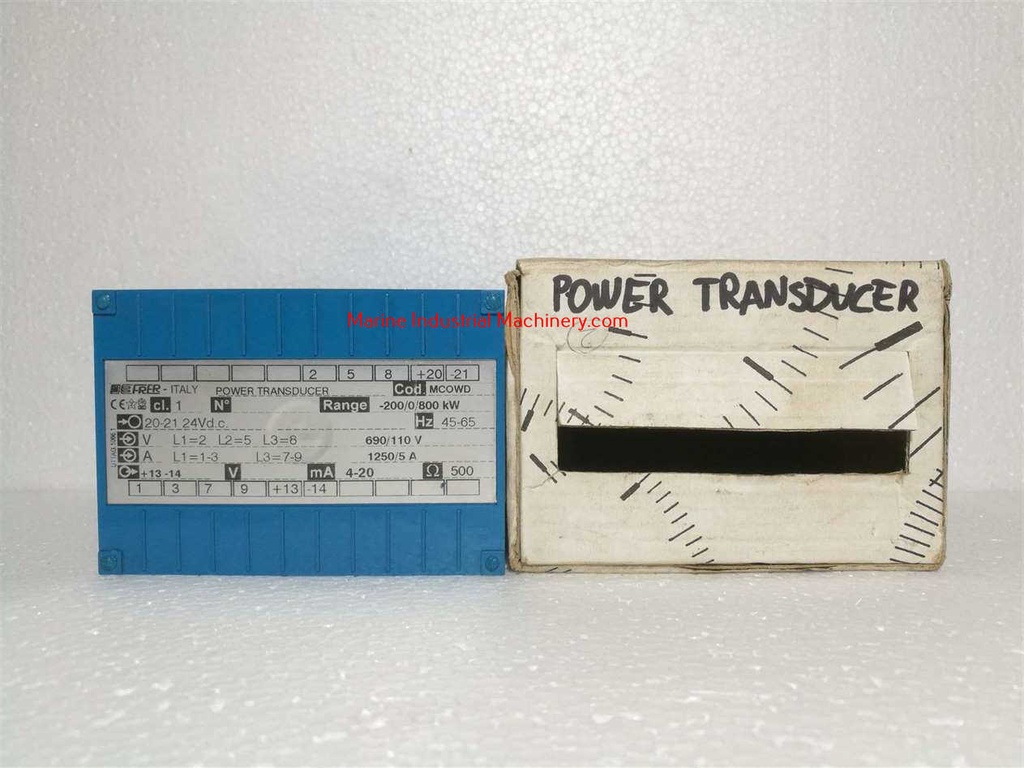 POWER TRANSDUCER
Marine Industrial Machinery.com
2 5 8 +20 -21
FRER - ITALY POWER TRANSDUCER Cod. MCOWD
CE cl. 1 N° Range -200/0/800 kW
20-21 24Vd.c. Hz 45-65
V L1=2 L2=5 L3=8 690/110 V
A L1=1-3 L3=7-9 1250/5 A
+13 -14 V mA 4-20 Ω 500
1 3 7 9 +13 -14